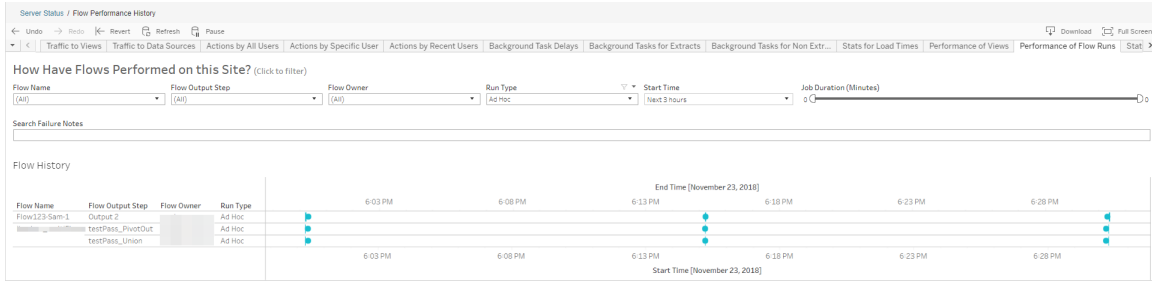 Server Status / Flow Performance History
← Undo → Redo |← Revert Refresh Pause Download Full Screen
Traffic to Views Traffic to Data Sources Actions by All Users Actions by Specific User Actions by Recent Users Background Task Delays Background Tasks for Extracts Background Tasks for Non Extr... Stats for Load Times Performance of Views Performance of Flow Runs Stat
How Have Flows Performed on this Site? (Click to filter)
Flow Name Flow Output Step Flow Owner Run Type Start Time Job Duration (Minutes)
(All) (All) (All) Ad Hoc Next 3 hours 0 0
Search Failure Notes
Flow History
End Time [November 23, 2018]
6:03 PM 6:08 PM 6:13 PM 6:18 PM 6:23 PM 6:28 PM
Flow Name Flow Output Step Flow Owner Run Type
Flow123-Sam-1 Output 2 Ad Hoc
testPass_PivotOut Ad Hoc
testPass_Union Ad Hoc
6:03 PM 6:08 PM 6:13 PM 6:18 PM 6:23 PM 6:28 PM
Start Time [November 23, 2018]